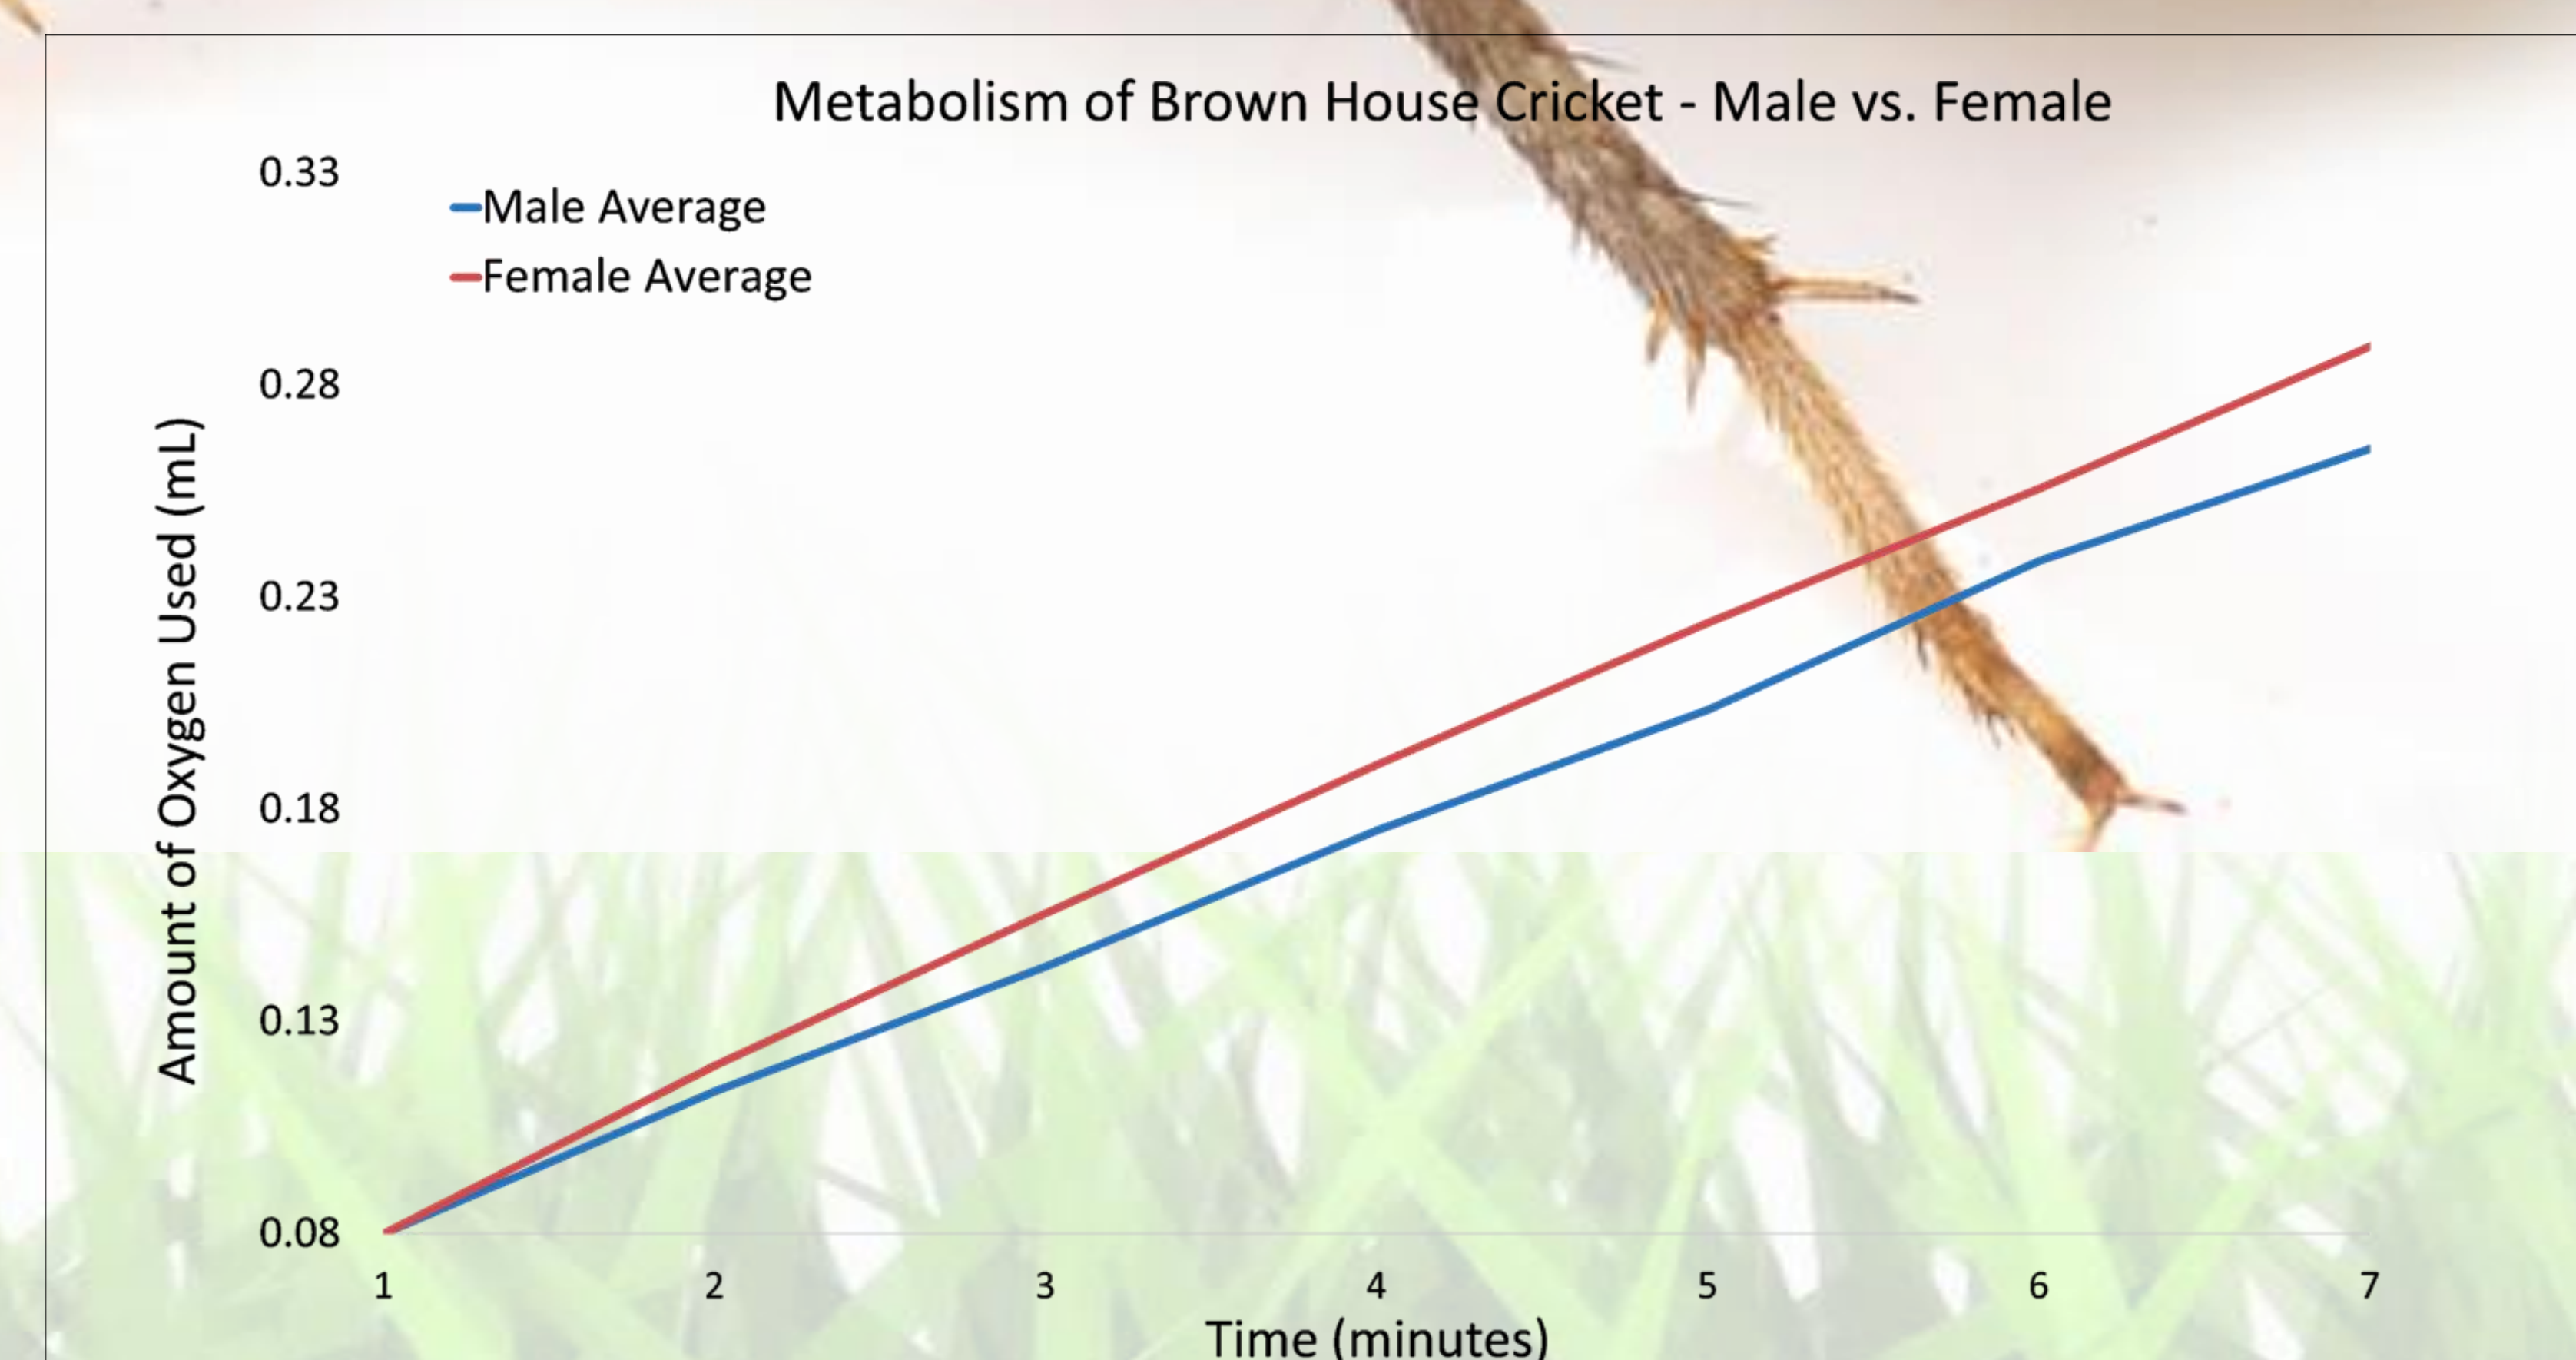 Metabolism of Brown House Cricket - Male vs. Female
Male Average
Female Average
Amount of Oxygen Used (mL)
0.33
0.28
0.23
0.18
0.13
0.08
1 2 3 4 5 6 7
Time (minutes)